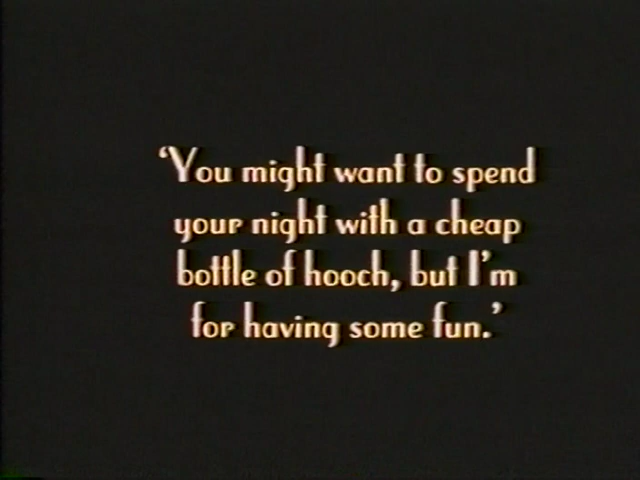 ‘You might want to spend
your night with a cheap
bottle of hooch, but I’m
for having some fun.’